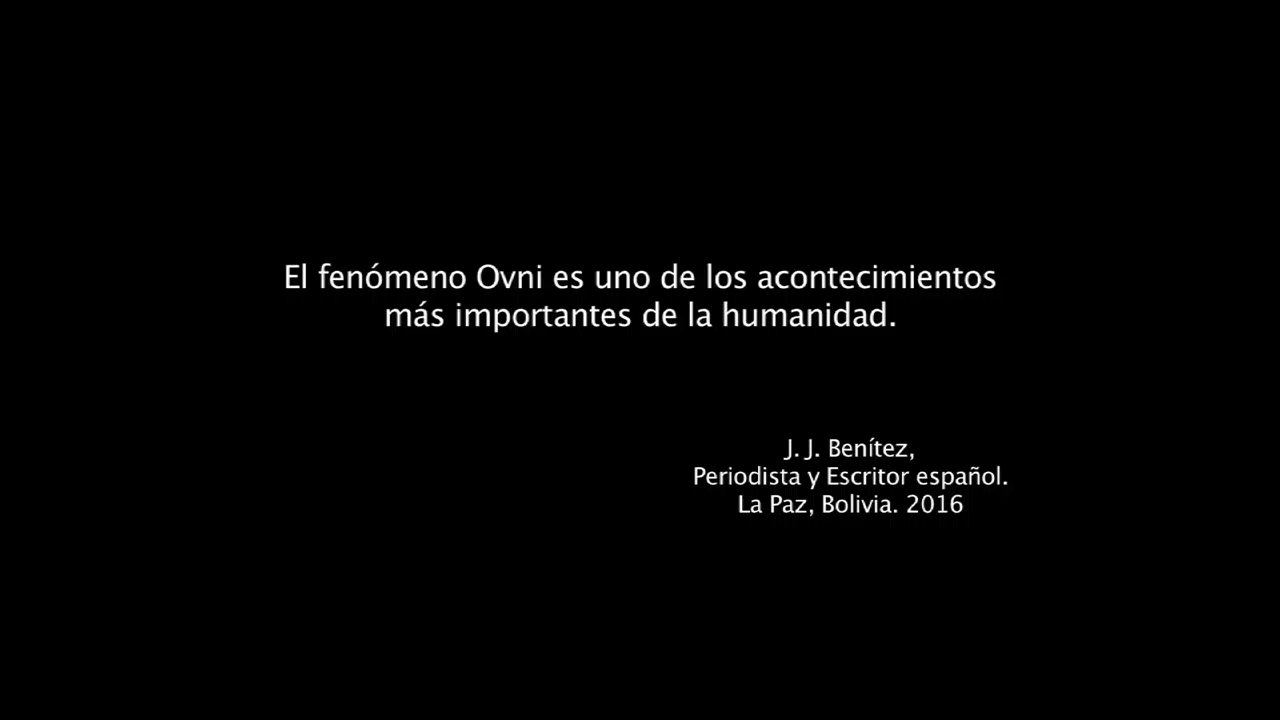 El fenómeno Ovni es uno de los acontecimientos
más importantes de la humanidad.
J. J. Benítez,
Periodista y Escritor español.
La Paz, Bolivia. 2016